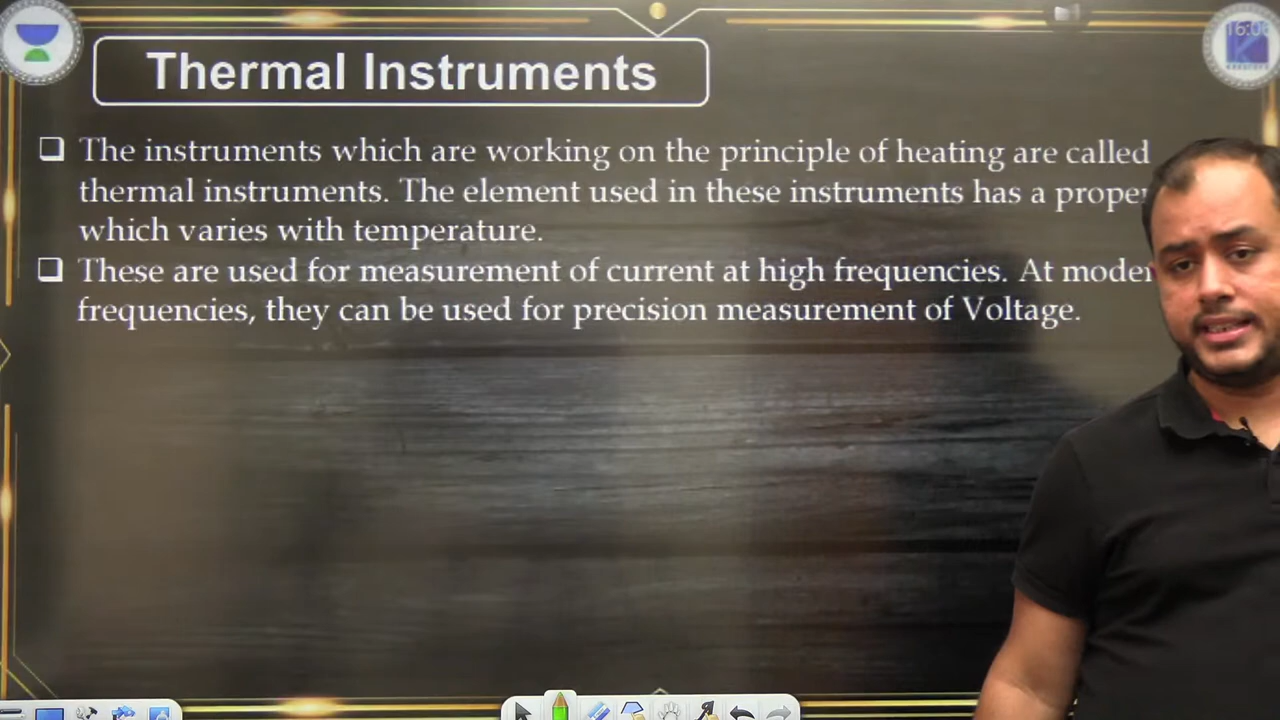 Thermal Instruments
The instruments which are working on the principle of heating are called
thermal instruments. The element used in these instruments has a
which varies with temperature.
These are used for measurement of current at high frequencies. At
frequencies, they can be used for precision measurement of Voltage.